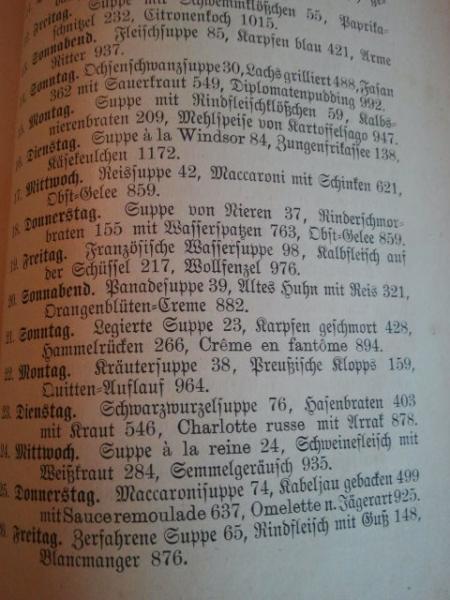 Suppe mit Schwemmklößchen 55, Paprika-
12. Freitag.
schnitzel 232, Citronenkoch 1015.
13. Sonnabend. Fleischsuppe 85, Karpfen blau 421, Arme
Ritter 937.
14. Sonntag. Ochsenschwanzsuppe 30, Lachs grilliert 488, Fasan
362 mit Sauerkraut 549, Diplomatenpudding 992.
15. Montag. Suppe mit Rindfleischklößchen 59, Kalbs-
nierenbraten 209, Mehlspeise von Kartoffelsago 947.
16. Dienstag. Suppe à la Windsor 84, Zungenfrikassee 138,
Käsekeulchen 1172.
17. Mittwoch. Reissuppe 42, Maccaroni mit Schinken 621,
Obst-Gelee 859.
18. Donnerstag. Suppe von Nieren 37, Rinderschmor-
braten 155 mit Wasserspatzen 763, Obst-Gelee 859.
19. Freitag. Französische Wassersuppe 98, Kalbfleisch auf
der Schüssel 217, Wollsenzel 976.
20. Sonnabend. Panadesuppe 39, Altes Huhn mit Reis 321,
Orangenblüten-Creme 882.
21. Sonntag. Legierte Suppe 23, Karpfen geschmort 428,
Hammelrücken 266, Crême en fantôme 894.
22. Montag. Kräutersuppe 38, Preußische Klopps 159,
Quitten-Auflauf 964.
23. Dienstag. Schwarzwurzelsuppe 76, Hasenbraten 403
mit Kraut 546, Charlotte russe mit Arrak 878.
24. Mittwoch. Suppe à la reine 24, Schweinefleisch mit
Weißkraut 284, Semmelgeräusch 935.
25. Donnerstag. Maccaronisuppe 74, Kabeljau gebacken 499
mit Sauce remoulade 637, Omelette n. Jägerart 925.
26. Freitag. Zerfahrene Suppe 65, Rindfleisch mit Guß 148,
Blancmanger 876.